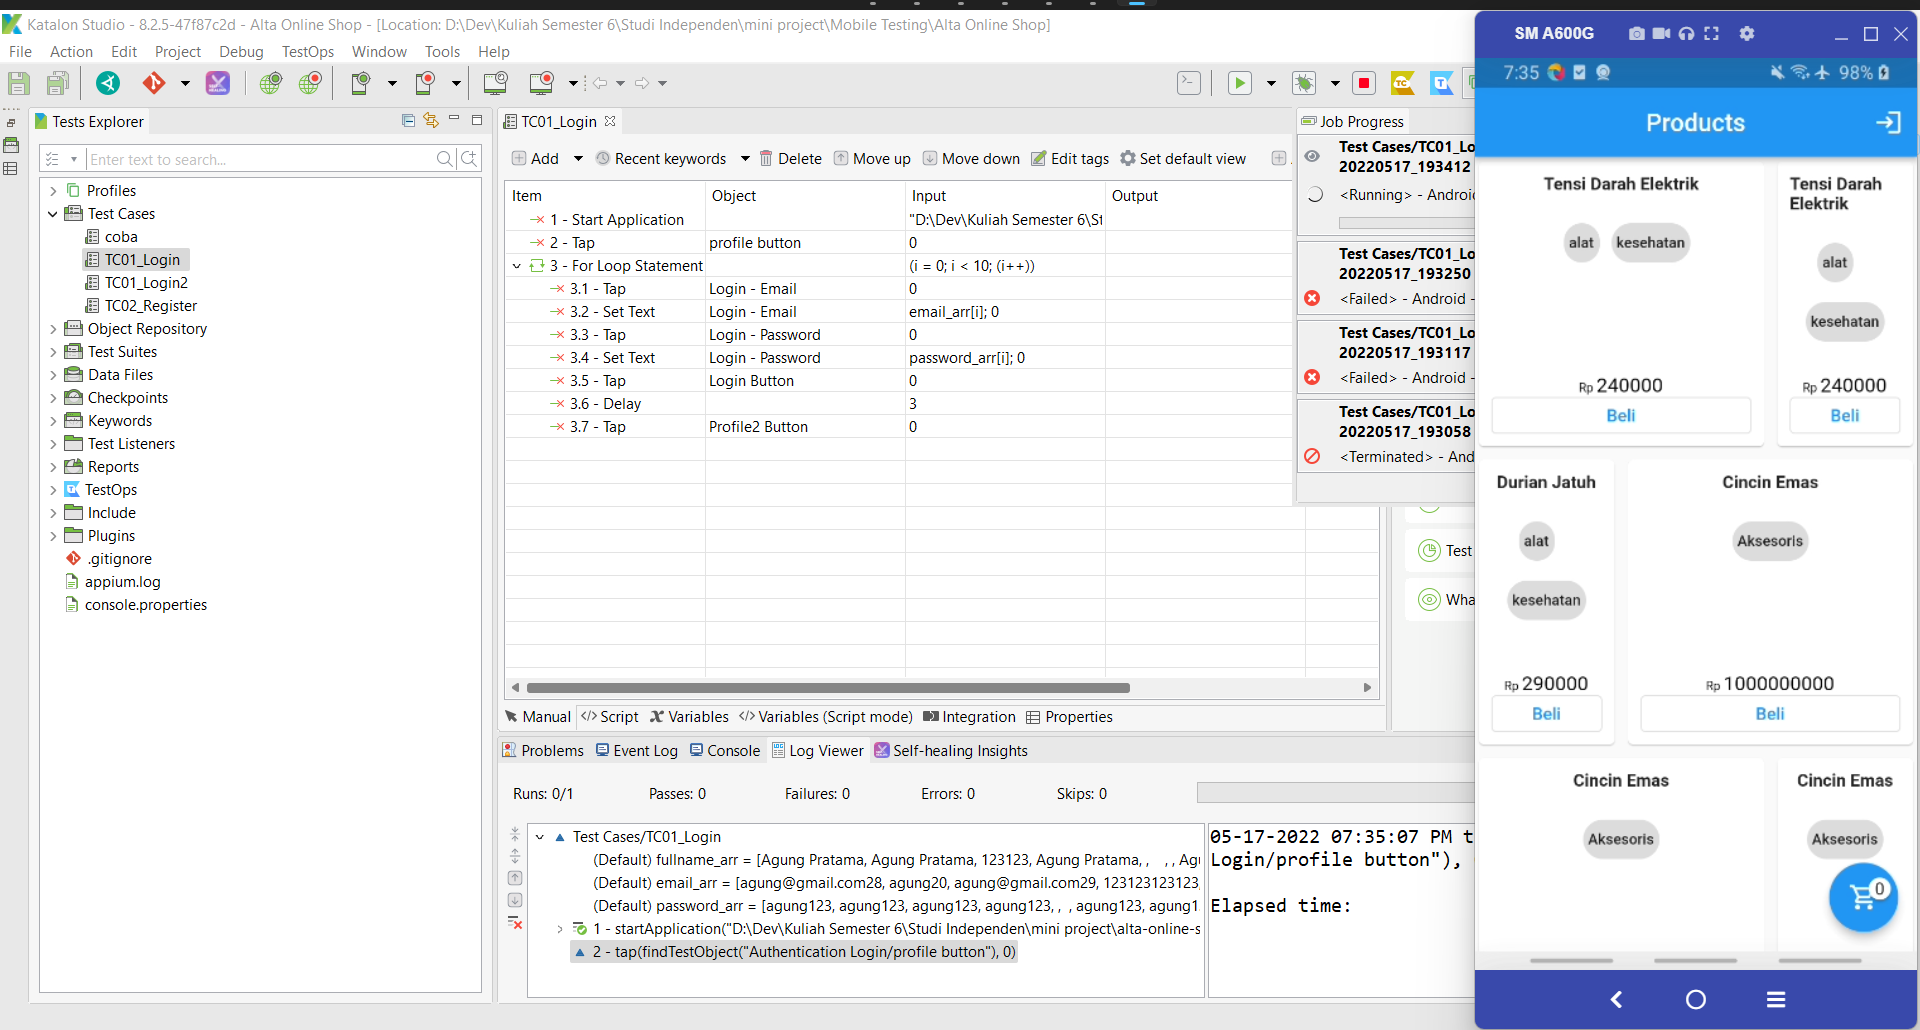 Katalon Studio - 8.2.5-47f87c2d - Alta Online Shop - [Location: D:\Dev\Kuliah Semester 6\Studi Independen\mini project\Mobile Testing\Alta Online Shop]
File Action Edit Project Debug TestOps Window Tools Help
Tests Explorer
Enter text to search...
Profiles
Test Cases
coba
TC01_Login
TC01_Login2
TC02_Register
Object Repository
Test Suites
Data Files
Checkpoints
Keywords
Test Listeners
Reports
TestOps
Include
Plugins
.gitignore
appium.log
console.properties
TC01_Login
Add Recent keywords Delete Move up Move down Edit tags Set default view
Item Object Input Output
1 - Start Application "D:\Dev\Kuliah Semester 6\St
2 - Tap profile button 0
3 - For Loop Statement (i = 0; i < 10; (i++))
3.1 - Tap Login - Email 0
3.2 - Set Text Login - Email email_arr[i]; 0
3.3 - Tap Login - Password 0
3.4 - Set Text Login - Password password_arr[i]; 0
3.5 - Tap Login Button 0
3.6 - Delay 3
3.7 - Tap Profile2 Button 0
Manual Script Variables Variables (Script mode) Integration Properties
Job Progress
Test Cases/TC01_Lo
20220517_193412
<Running> - Androi
Test Cases/TC01_Lo
20220517_193250
<Failed> - Android -
Test Cases/TC01_Lo
20220517_193117
<Failed> - Android -
Test Cases/TC01_Lo
20220517_193058
<Terminated> - And
Test
Wha
Problems Event Log Console Log Viewer Self-healing Insights
Runs: 0/1 Passes: 0 Failures: 0 Errors: 0 Skips: 0
Test Cases/TC01_Login
(Default) fullname_arr = [Agung Pratama, Agung Pratama, 123123, Agung Pratama, , , , Agu
(Default) email_arr = [agung@gmail.com28, agung20, agung@gmail.com29, 123123123123,
(Default) password_arr = [agung123, agung123, agung123, agung123, , , agung123, agung1
1 - startApplication("D:\Dev\Kuliah Semester 6\Studi Independen\mini project\alta-online-s
2 - tap(findTestObject("Authentication Login/profile button"), 0)
05-17-2022 07:35:07 PM t
Login/profile button"),
Elapsed time:
SM A600G
7:35 98%
Products
Tensi Darah Elektrik
alat kesehatan
Rp 240000
Beli
Tensi Darah
Elektrik
alat
kesehatan
Rp 240000
Beli
Durian Jatuh
alat
kesehatan
Rp 290000
Beli
Cincin Emas
Aksesoris
Rp 1000000000
Beli
Cincin Emas
Aksesoris
Cincin Emas
Aksesoris
0